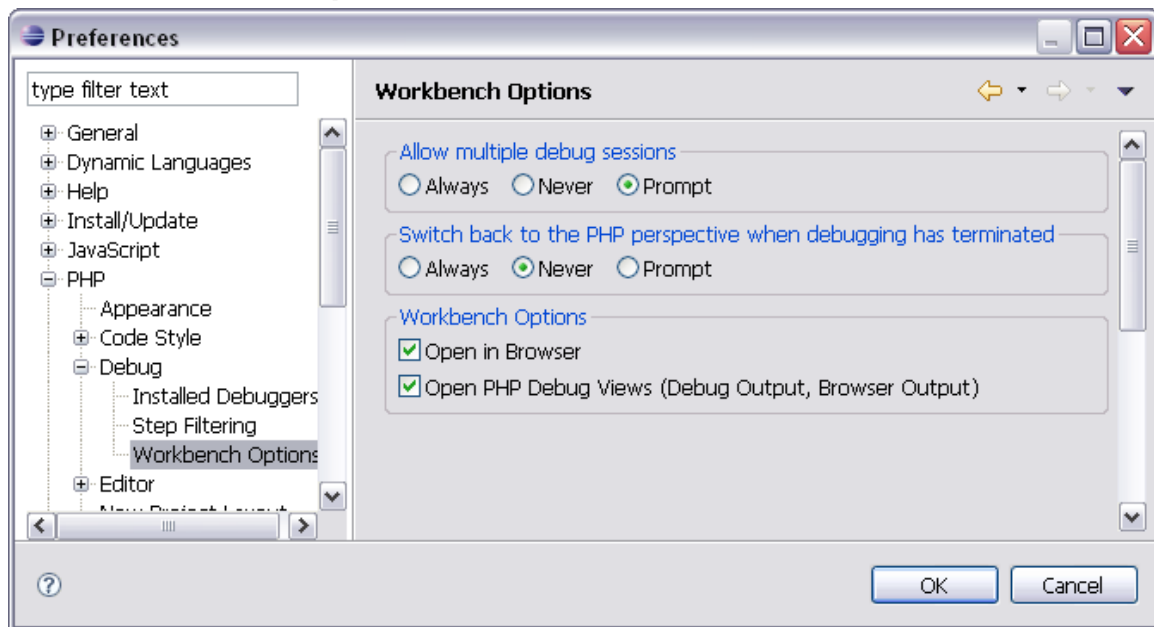 Preferences
type filter text
General
Dynamic Languages
Help
Install/Update
JavaScript
PHP
Appearance
Code Style
Debug
Installed Debuggers
Step Filtering
Workbench Options
Editor
Workbench Options
Allow multiple debug sessions
Always Never Prompt
Switch back to the PHP perspective when debugging has terminated
Always Never Prompt
Workbench Options
Open in Browser
Open PHP Debug Views (Debug Output, Browser Output)
OK Cancel